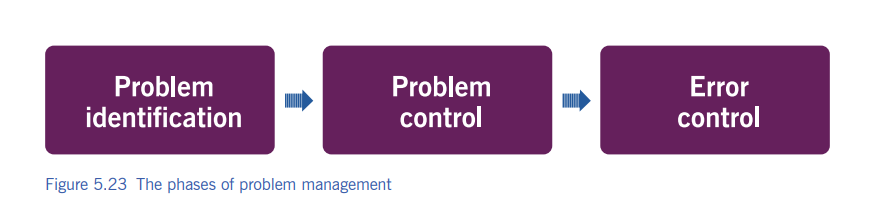 Problem
identification
Problem
control
Error
control
Figure 5.23 The phases of problem management